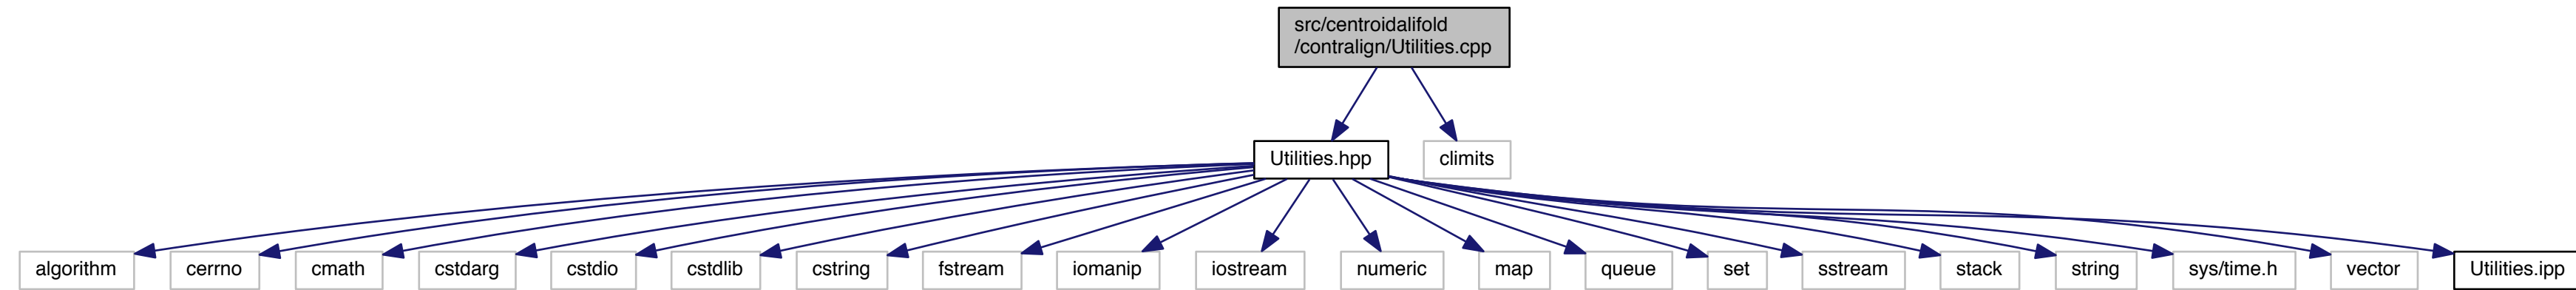 src/centroidalifold
/contralign/Utilities.cpp
Utilities.hpp
climits
algorithm
cerrno
cmath
cstdarg
cstdio
cstdlib
cstring
fstream
iomanip
iostream
numeric
map
queue
set
sstream
stack
string
sys/time.h
vector
Utilities.ipp